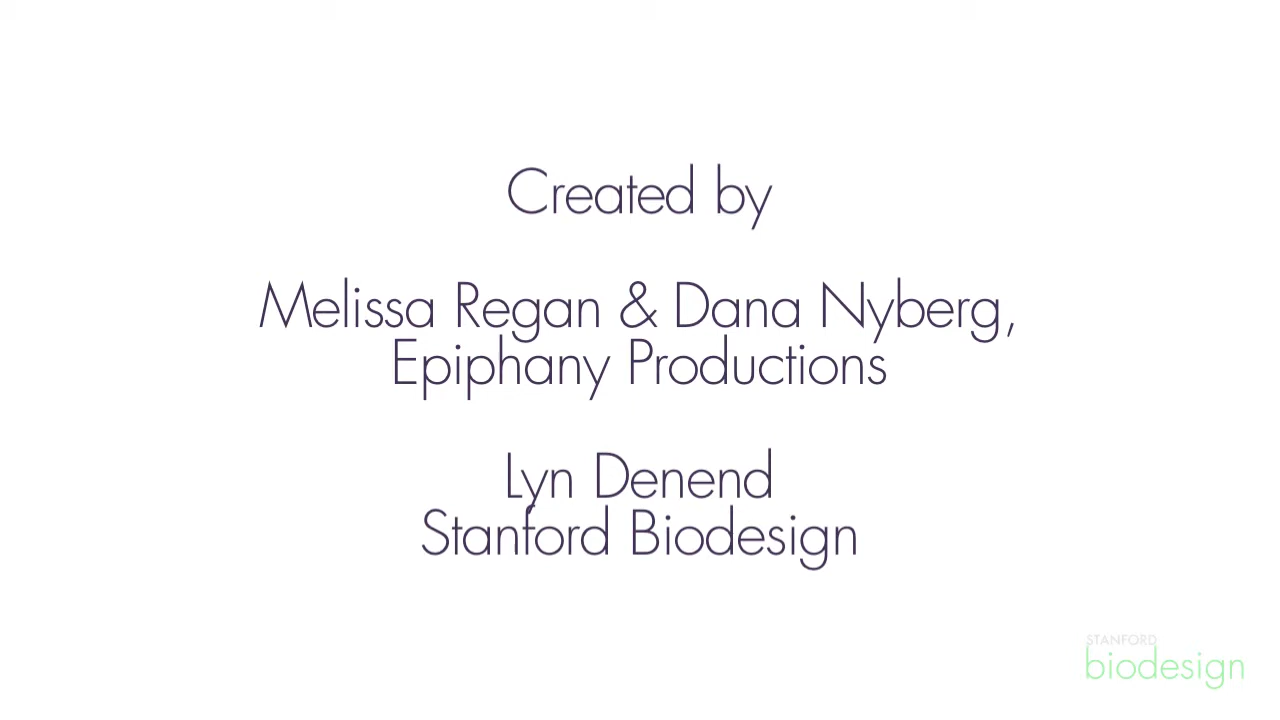 Created by
Melissa Regan & Dana Nyberg,
Epiphany Productions
Lyn Denend
Stanford Biodesign
STANFORD
biodesign